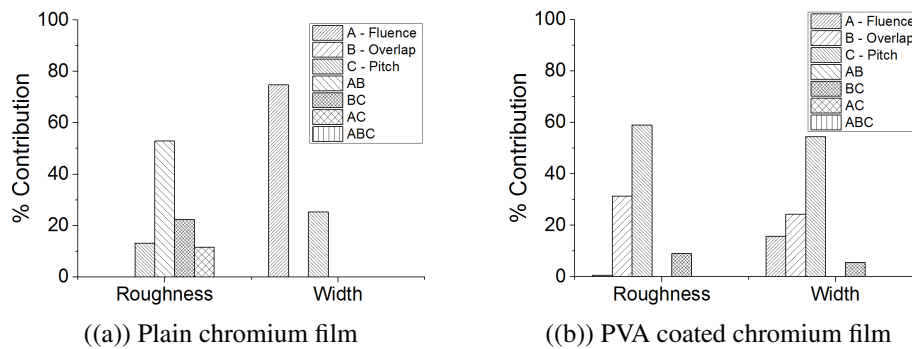 100
80
60
40
20
0
% Contribution
A - Fluence
B - Overlap
C - Pitch
AB
BC
AC
ABC
Roughness
Width
((a)) Plain chromium film
100
80
60
40
20
0
% Contribution
A - Fluence
B - Overlap
C - Pitch
AB
BC
AC
ABC
Roughness
Width
((b)) PVA coated chromium film